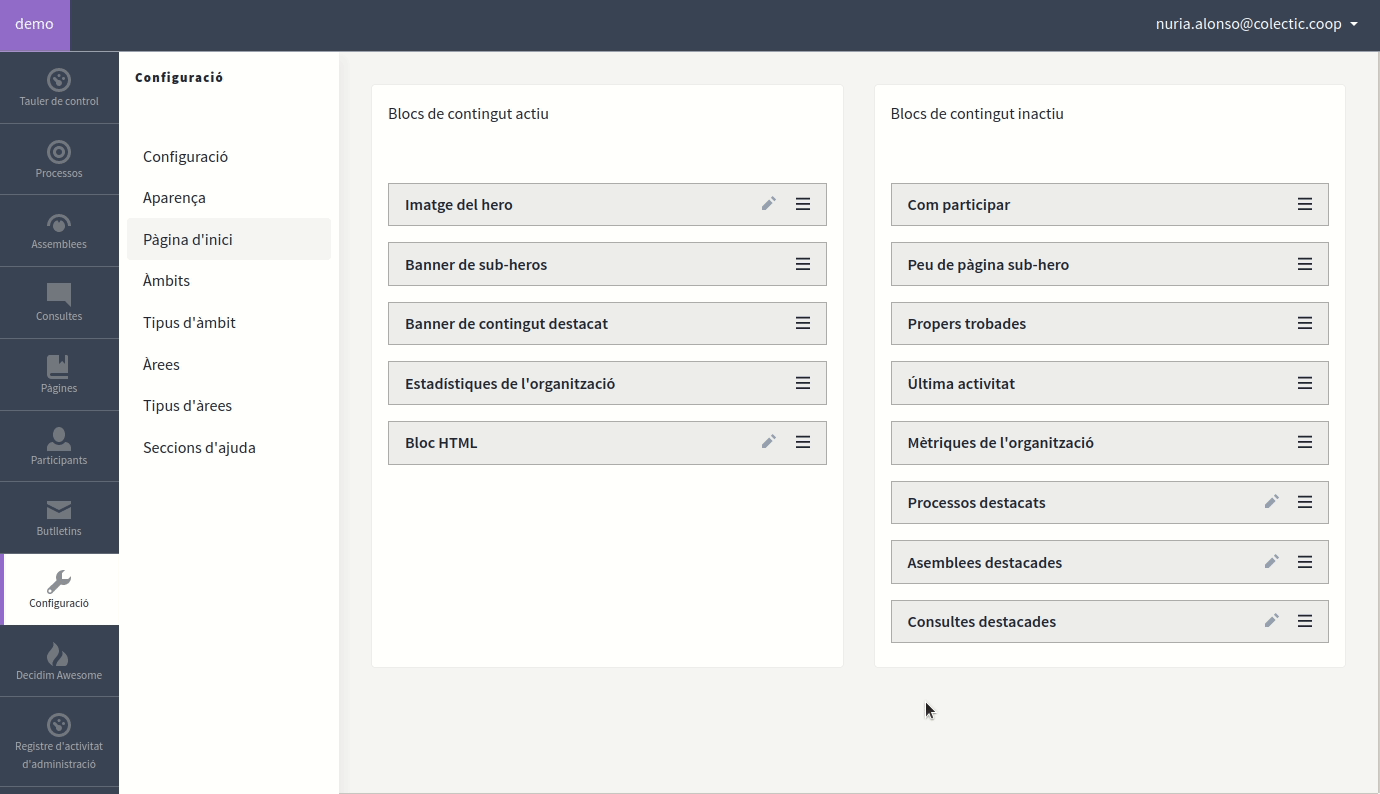 demo
nuria.alonso@colectic.coop
Tauler de control
Processos
Assemblees
Consultes
Pàgines
Participants
Butlletins
Configuració
Decidim Awesome
Registre d'activitat
d'administració
Configuració
Configuració
Aparença
Pàgina d'inici
Àmbits
Tipus d'àmbit
Àrees
Tipus d'àrees
Seccions d'ajuda
Blocs de contingut actiu
Imatge del hero
Banner de sub-heros
Banner de contingut destacat
Estadístiques de l'organització
Bloc HTML
Blocs de contingut inactiu
Com participar
Peu de pàgina sub-hero
Propers trobades
Última activitat
Mètriques de l'organització
Processos destacats
Asemblees destacades
Consultes destacades